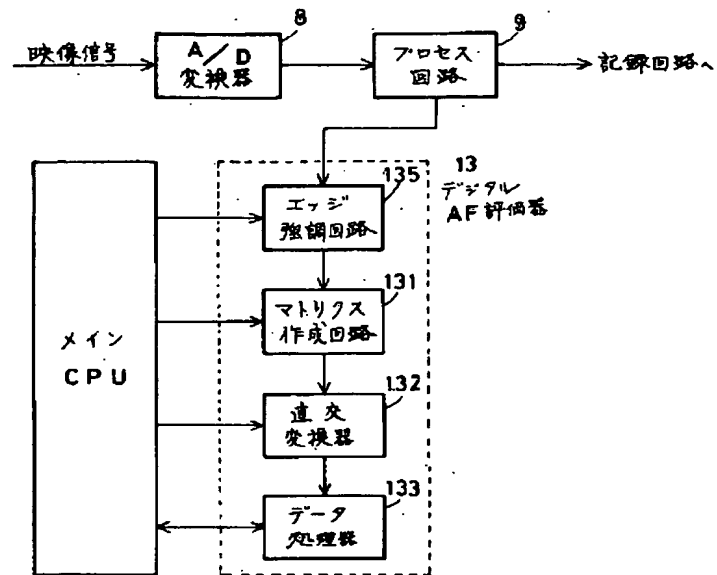 8
9
映像信号
A/D
変換器
プロセス
回路
記録回路へ
13
デジタル
AF評価器
135
エッジ
強調回路
131
マトリクス
作成回路
メイン
CPU
132
直交
変換器
133
データ
処理器